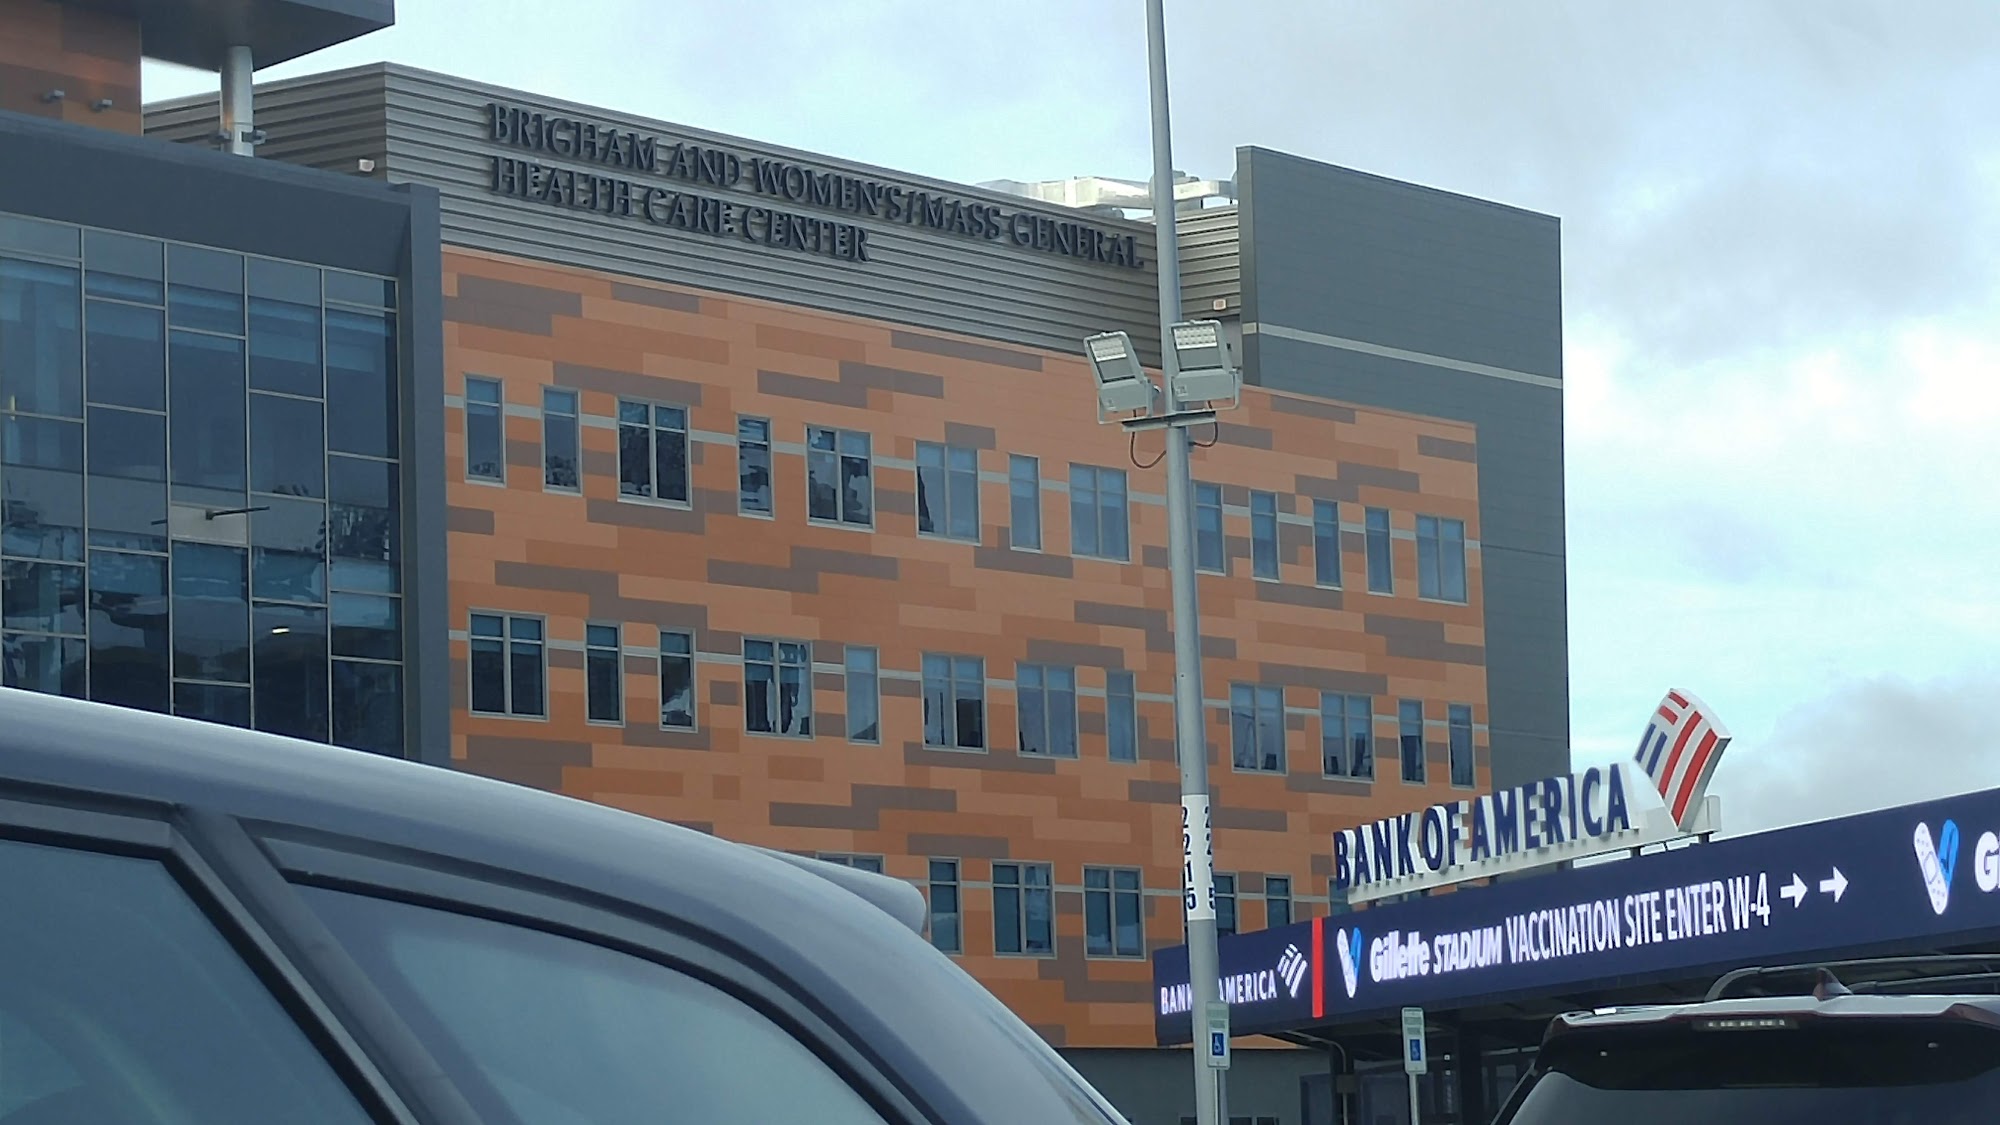 BRIGHAM AND WOMEN'S/MASS GENERAL
HEALTH CARE CENTER
2215
BANK OF AMERICA
BANK AMERICA
Gillette STADIUM VACCINATION SITE ENTER W-4 → →